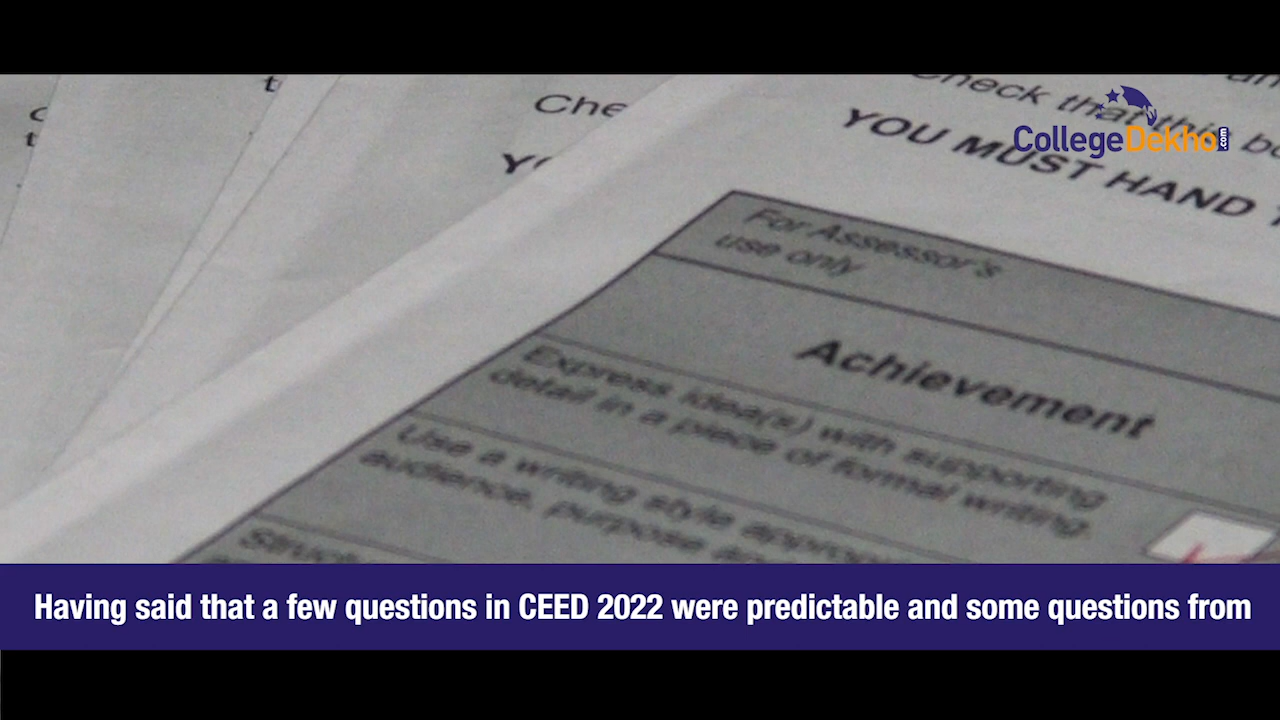 Check that this
YOU MUST HAND
CollegeDekho.com
Che
For Assessor's
use only
Achievement
Express idea(s) with supporting
detail in a piece of formal writing.
Use a writing style
audience, purpose
Having said that a few questions in CEED 2022 were predictable and some questions from